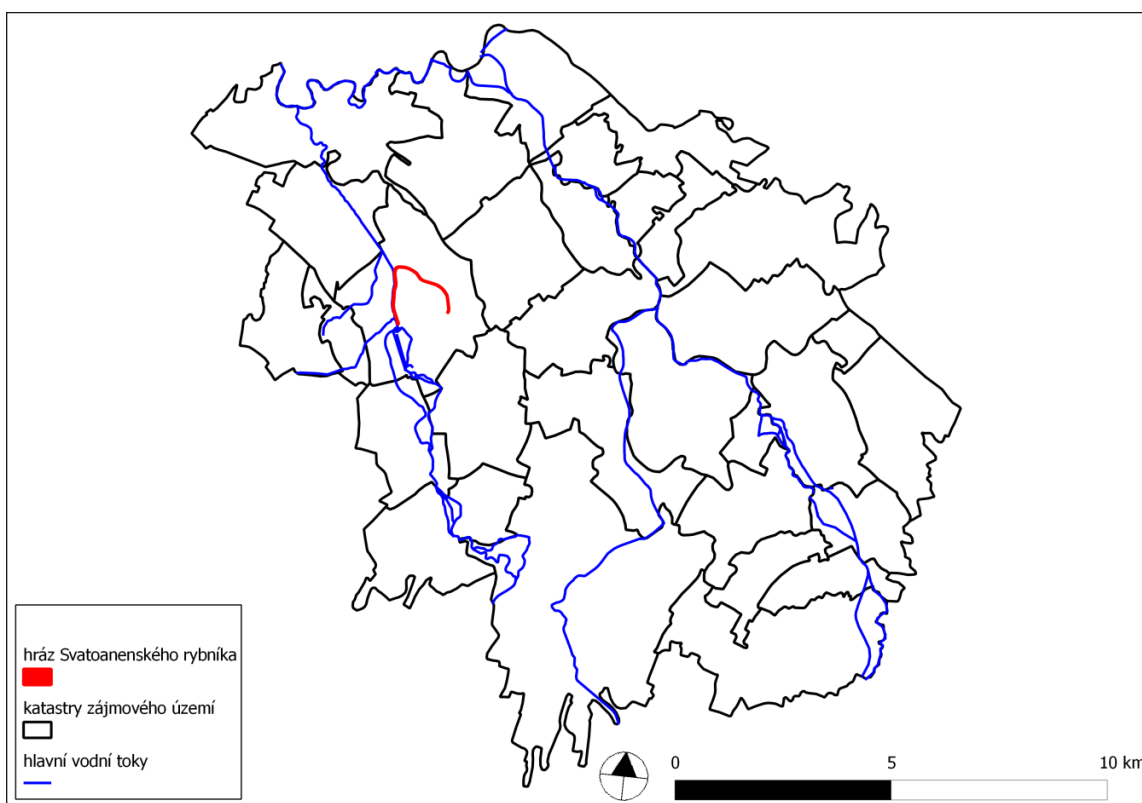 hráz Svatoanenského rybníka
katastry zájmového území
hlavní vodní toky
0 5 10 km